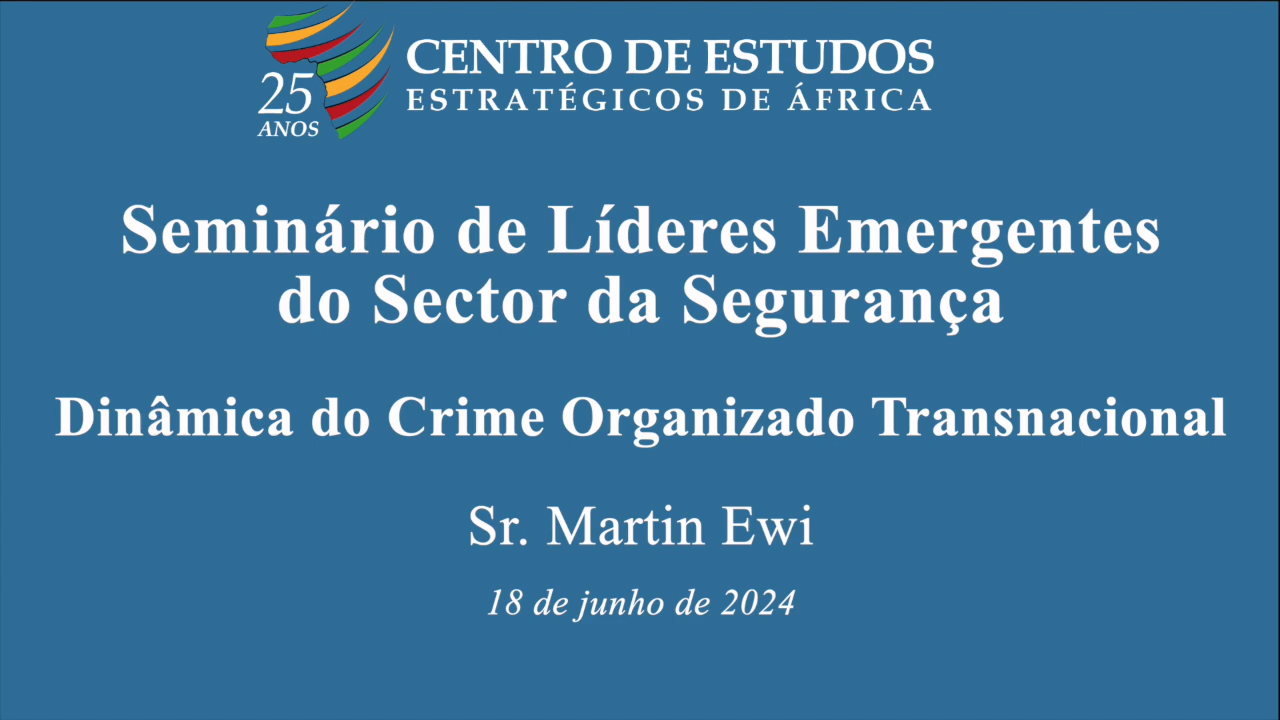 25
ANOS
CENTRO DE ESTUDOS
ESTRATÉGICOS DE ÁFRICA
Seminário de Líderes Emergentes
do Sector da Segurança
Dinâmica do Crime Organizado Transnacional
Sr. Martin Ewi
18 de junho de 2024